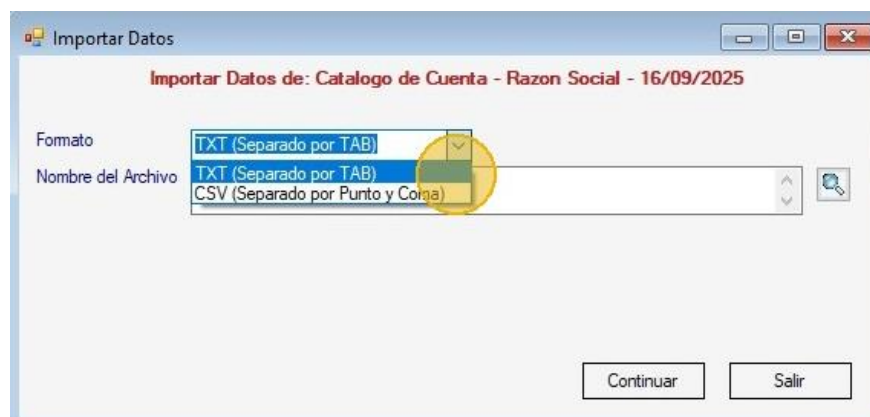 Importar Datos
Importar Datos de: Catalogo de Cuenta - Razon Social - 16/09/2025
Formato
TXT (Separado por TAB)
Nombre del Archivo
TXT (Separado por TAB)
CSV (Separado por Punto y Coma)
Continuar
Salir